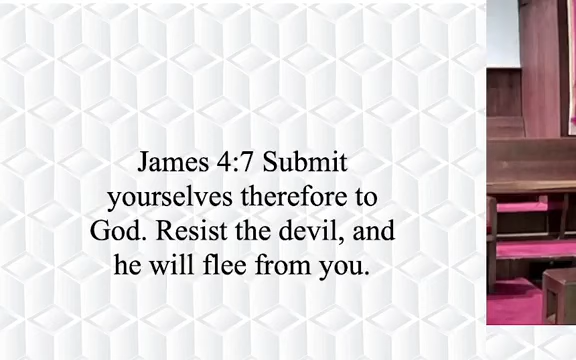 James 4:7 Submit
yourselves therefore to
God. Resist the devil, and
he will flee from you.